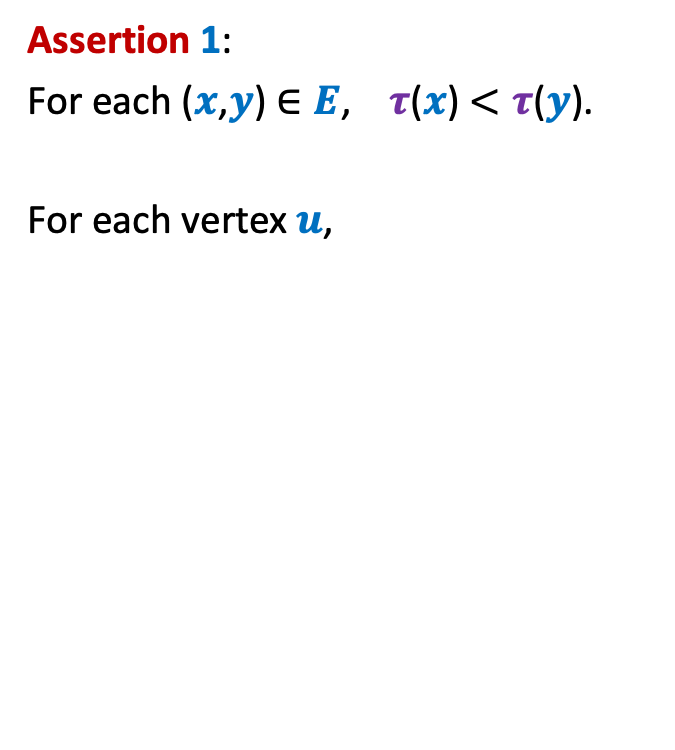 Assertion 1:
For each (x,y) ∈ E, τ(x) < τ(y).
For each vertex u,